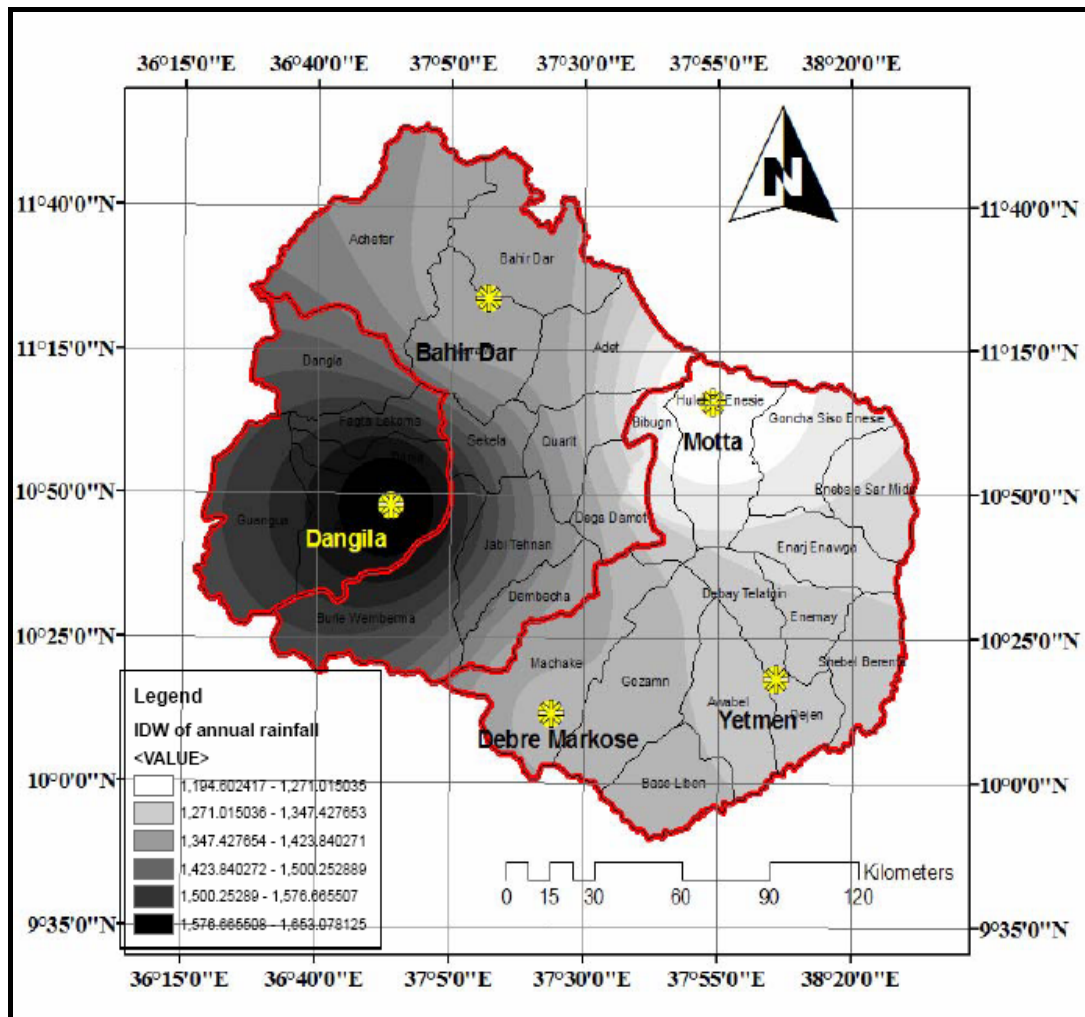 36°15'0"E 36°40'0"E 37°5'0"E 37°30'0"E 37°55'0"E 38°20'0"E
N
11°40'0"N 11°40'0"N
Achefer
Bahir Dar
11°15'0"N 11°15'0"N
Bahir Dar
Adet
Dangla
Bibugn
Enesie
Goncha Siso Enesie
Fagta Lakoma
Sekela
Quarit
Motta
10°50'0"N 10°50'0"N
Enebsie Sar Mide
Guangua
Dega Damot
Dangila
Jabi Tehnan
Enarj Enawga
Dembecha
Debay Telatgin
Burie Wemberma
Enemay
10°25'0"N 10°25'0"N
Machake
Shebel Berenta
Gozamn
Awabel
Yetmen
Dejen
Debre Markose
10°0'0"N 10°0'0"N
Base Liben
Legend
IDW of annual rainfall
<VALUE>
1,194.602417 - 1,271.015035
1,271.015036 - 1,347.427653
1,347.427654 - 1,423.840271
1,423.840272 - 1,500.252889
1,500.25289 - 1,576.665507
1,576.665508 - 1,653.078125
Kilometers
0 15 30 60 90 120
9°35'0"N 9°35'0"N
36°15'0"E 36°40'0"E 37°5'0"E 37°30'0"E 37°55'0"E 38°20'0"E